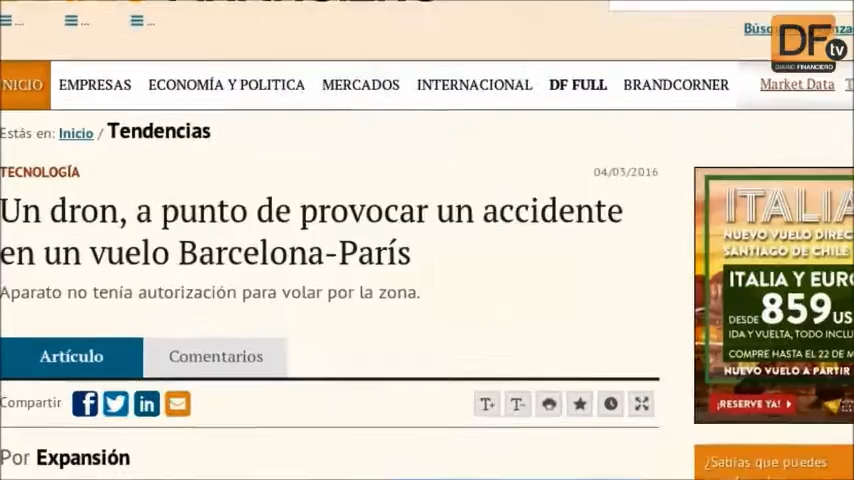 Búsq
DF tv
DIARIO FINANCIERO
INICIO
EMPRESAS
ECONOMÍA Y POLITICA
MERCADOS
INTERNACIONAL
DF FULL
BRANDCORNER
Market Data
Estás en: Inicio / Tendencias
TECNOLOGÍA
04/03/2016
Un dron, a punto de provocar un accidente
en un vuelo Barcelona-París
Aparato no tenía autorización para volar por la zona.
Artículo
Comentarios
Compartir
T+ T-
Por Expansión
ITALIA
NUEVO VUELO DIREC
SANTIAGO DE CHILE
ITALIA Y EURO
DESDE 859 US
IDA Y VUELTA, TODO INCLU
COMPRE HASTA EL 22 DE M
NUEVO VUELO A PARTIR
¡RESERVE YA!
¿Sabías que puedes